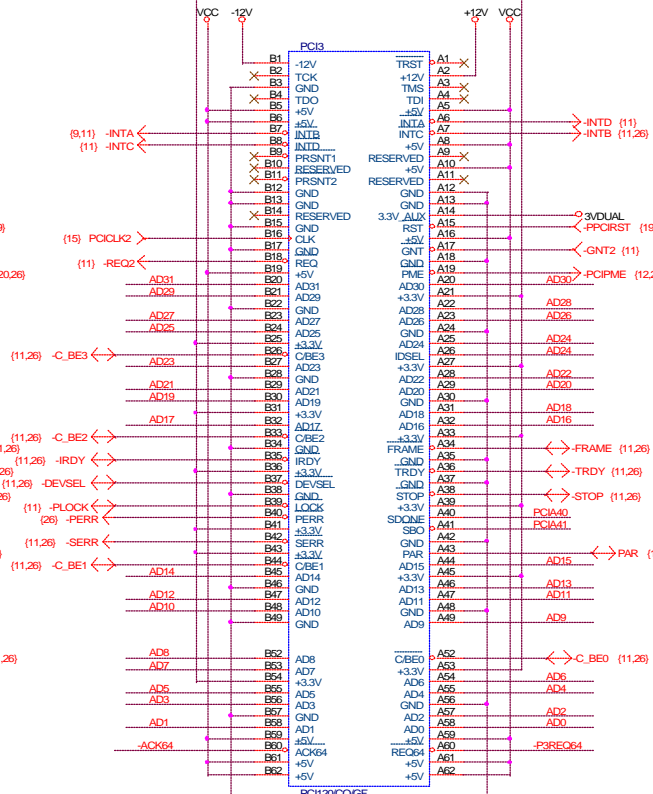 VCC -12V +12V VCC
PCI3
B1 -12V TRST A1
B2 TCK +12V A2
B3 GND TMS A3
B4 TDO TDI A4
B5 +5V +5V A5
B6 +5V INTA A6 -INTD {11}
{9,11} -INTA B7 INTB INTC A7 -INTB {11,26}
{11} -INTC B8 INTD +5V A8
B9 PRSNT1 RESERVED A9
B10 RESERVED +5V A10
B11 PRSNT2 RESERVED A11
B12 GND GND A12
B13 GND GND A13
B14 RESERVED 3.3V_AUX A14 3VDUAL
B15 GND RST A15 -PPCIRST {19
{15} PCICLK2 B16 CLK +5V A16
B17 GND GNT A17 -GNT2 {11}
{11} -REQ2 B18 REQ GND A18
20,26} B19 +5V PME A19 -PCIPME {12,2
AD31 B20 AD31 AD30 A20 AD30
AD29 B21 AD29 +3.3V A21
B22 GND AD28 A22 AD28
AD27 B23 AD27 AD26 A23 AD26
AD25 B24 AD25 GND A24
B25 +3.3V AD24 A25 AD24
{11,26} -C_BE3 B26 C/BE3 IDSEL A26 AD24
AD23 B27 AD23 +3.3V A27
B28 GND AD22 A28 AD22
AD21 B29 AD21 AD20 A29 AD20
AD19 B30 AD19 GND A30
B31 +3.3V AD18 A31 AD18
AD17 B32 AD17 AD16 A32 AD16
{11,26} -C_BE2 B33 C/BE2 +3.3V A33
B34 GND FRAME A34 -FRAME {11,26}
{11,26} -IRDY B35 IRDY GND A35
B36 +3.3V TRDY A36 -TRDY {11,26}
{11,26} -DEVSEL B37 DEVSEL GND A37
B38 GND STOP A38 -STOP {11,26}
{11} -PLOCK B39 LOCK +3.3V A39
{26} -PERR B40 PERR SDONE A40 PCIA40
B41 +3.3V SBO A41 PCIA41
{11,26} -SERR B42 SERR GND A42
B43 +3.3V PAR A43 PAR {1
{11,26} -C_BE1 B44 C/BE1 AD15 A44 AD15
AD14 B45 AD14 +3.3V A45
B46 GND AD13 A46 AD13
AD12 B47 AD12 AD11 A47 AD11
AD10 B48 AD10 GND A48
B49 GND AD9 A49 AD9
AD8 B52 AD8 C/BE0 A52 -C_BE0 {11,26}
AD7 B53 AD7 +3.3V A53
B54 +3.3V AD6 A54 AD6
AD5 B55 AD5 AD4 A55 AD4
AD3 B56 AD3 GND A56
B57 GND AD2 A57 AD2
AD1 B58 AD1 AD0 A58 AD0
B59 +5V +5V A59
-ACK64 B60 ACK64 REQ64 A60 -P3REQ64
B61 +5V +5V A61
B62 +5V +5V A62